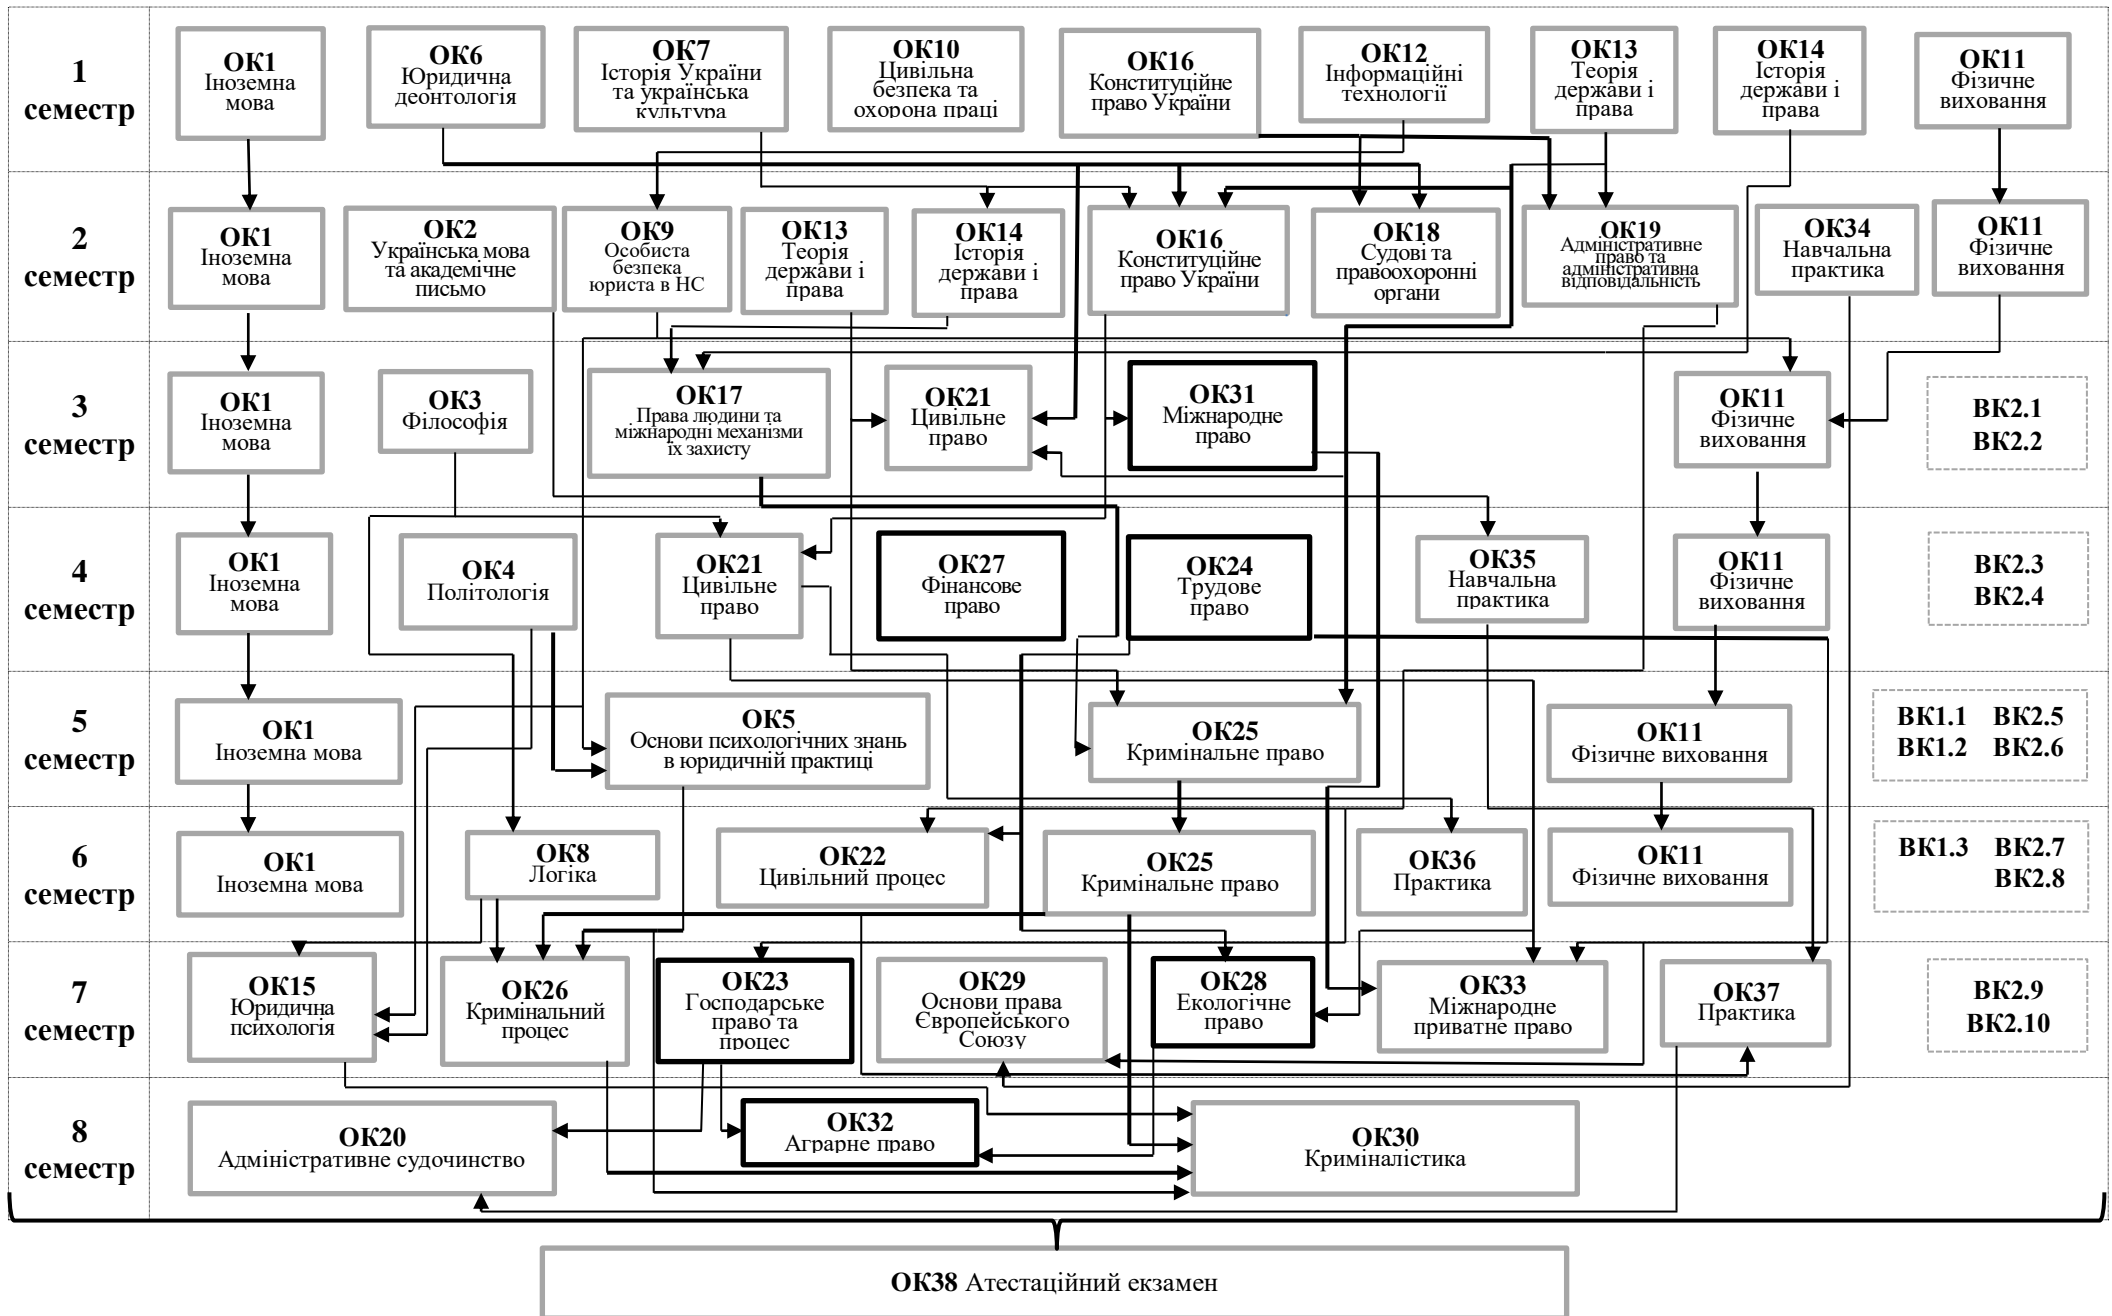 1
семестр
ОК1
Іноземна
мова
ОК6
Юридична
деонтологія
ОК7
Історія України
та українська
культура
ОК10
Цивільна
безпека та
охорона праці
ОК16
Конституційне
право України
ОК12
Інформаційні
технології
ОК13
Теорія
держави і
права
ОК14
Історія
держави і
права
ОК11
Фізичне
виховання
2
семестр
ОК1
Іноземна
мова
ОК2
Українська мова
та академічне
письмо
ОК9
Особиста
безпека
юриста в НС
ОК13
Теорія
держави і
права
ОК14
Історія
держави і
права
ОК16
Конституційне
право України
ОК18
Судові та
правоохоронні
органи
ОК19
Адміністративне
право та
адміністративна
відповідальність
ОК34
Навчальна
практика
ОК11
Фізичне
виховання
3
семестр
ОК1
Іноземна
мова
ОК3
Філософія
ОК17
Права людини та
міжнародні механізми
їх захисту
ОК21
Цивільне
право
ОК31
Міжнародне
право
ОК11
Фізичне
виховання
ВК2.1
ВК2.2
4
семестр
ОК1
Іноземна
мова
ОК4
Політологія
ОК21
Цивільне
право
ОК27
Фінансове
право
ОК24
Трудове
право
ОК35
Навчальна
практика
ОК11
Фізичне
виховання
ВК2.3
ВК2.4
5
семестр
ОК1
Іноземна мова
ОК5
Основи психологічних знань
в юридичній практиці
ОК25
Кримінальне право
ОК11
Фізичне виховання
ВК1.1 ВК2.5
ВК1.2 ВК2.6
6
семестр
ОК1
Іноземна мова
ОК8
Логіка
ОК22
Цивільний процес
ОК25
Кримінальне право
ОК36
Практика
ОК11
Фізичне виховання
ВК1.3 ВК2.7
ВК2.8
7
семестр
ОК15
Юридична
психологія
ОК26
Кримінальний
процес
ОК23
Господарське
право та
процес
ОК29
Основи права
Європейського
Союзу
ОК28
Екологічне
право
ОК33
Міжнародне
приватне право
ОК37
Практика
ВК2.9
ВК2.10
8
семестр
ОК20
Адміністративне судочинство
ОК32
Аграрне право
ОК30
Криміналістика
ОК38 Атестаційний екзамен